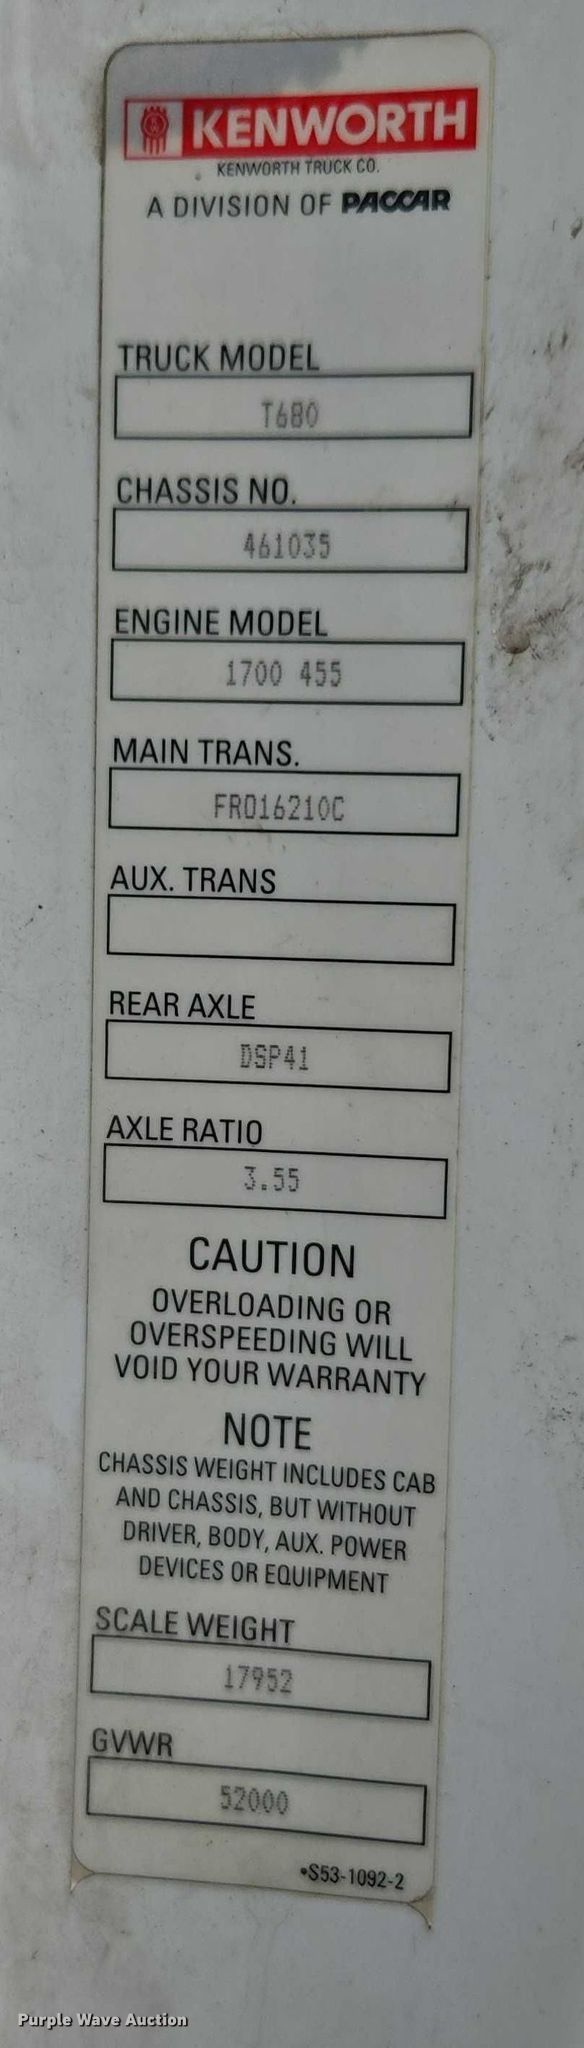 KENWORTH
KENWORTH TRUCK CO.
A DIVISION OF PACCAR
TRUCK MODEL
T680
CHASSIS NO.
461035
ENGINE MODEL
1700 455
MAIN TRANS.
FRO16210C
AUX. TRANS
REAR AXLE
DSP41
AXLE RATIO
3.55
CAUTION
OVERLOADING OR
OVERSPEEDING WILL
VOID YOUR WARRANTY
NOTE
CHASSIS WEIGHT INCLUDES CAB
AND CHASSIS, BUT WITHOUT
DRIVER, BODY, AUX. POWER
DEVICES OR EQUIPMENT
SCALE WEIGHT
17952
GVWR
52000
•S53-1092-2
Purple Wave Auction